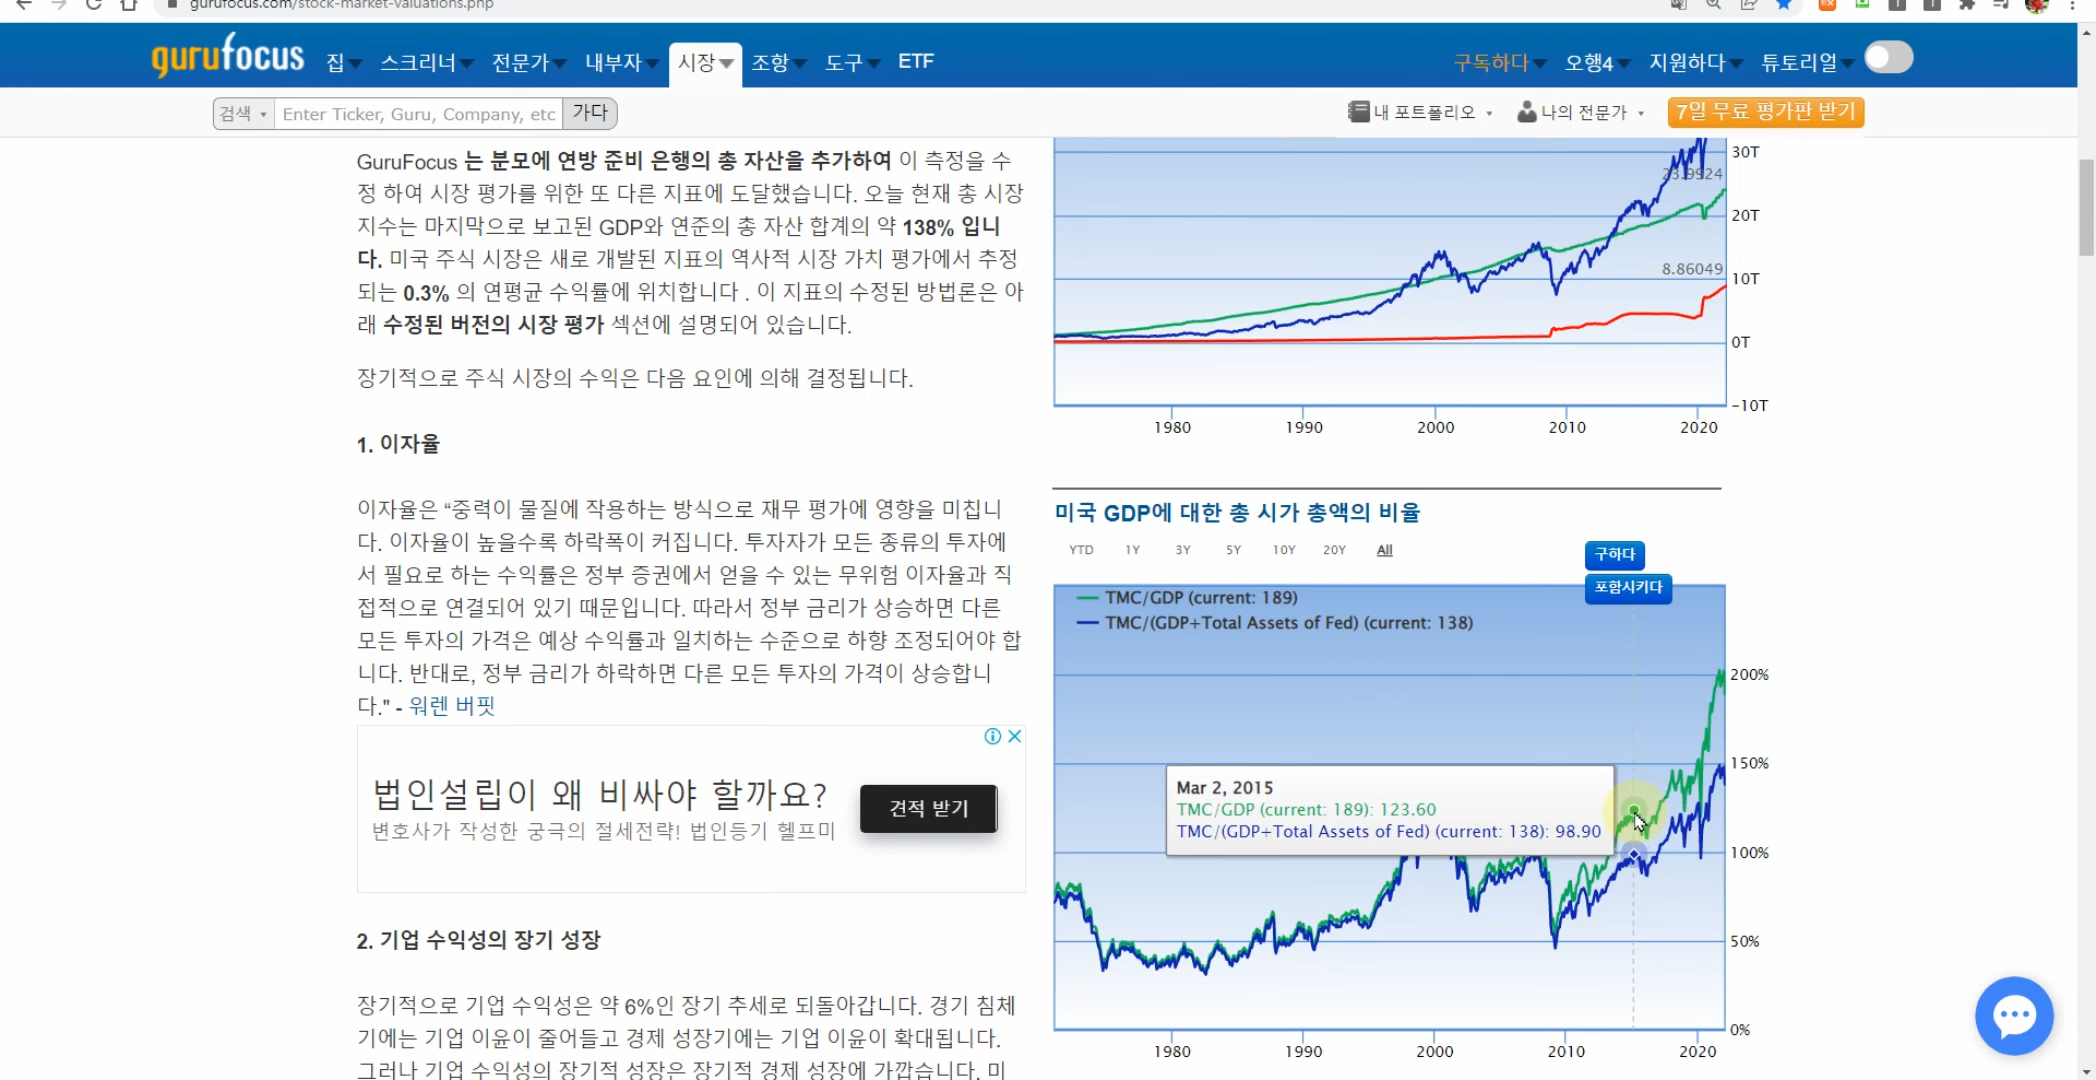 gurufocus.com/stock-market-valuations.php
gurufocus 집 스크리너 전문가 내부자 시장 조항 도구 ETF 구독하다 오행4 지원하다 튜토리얼
검색 Enter Ticker, Guru, Company, etc 가다 내 포트폴리오 나의 전문가 7일 무료 평가판 받기
GuruFocus 는 분모에 연방 준비 은행의 총 자산을 추가하여 이 측정을 수
정 하여 시장 평가를 위한 또 다른 지표에 도달했습니다. 오늘 현재 총 시장
지수는 마지막으로 보고된 GDP와 연준의 총 자산 합계의 약 138% 입니
다. 미국 주식 시장은 새로 개발된 지표의 역사적 시장 가치 평가에서 추정
되는 0.3% 의 연평균 수익률에 위치합니다 . 이 지표의 수정된 방법론은 아
래 수정된 버전의 시장 평가 섹션에 설명되어 있습니다.
장기적으로 주식 시장의 수익은 다음 요인에 의해 결정됩니다.
1. 이자율
이자율은 “중력이 물질에 작용하는 방식으로 재무 평가에 영향을 미칩니
다. 이자율이 높을수록 하락폭이 커집니다. 투자자가 모든 종류의 투자에
서 필요로 하는 수익률은 정부 증권에서 얻을 수 있는 무위험 이자율과 직
접적으로 연결되어 있기 때문입니다. 따라서 정부 금리가 상승하면 다른
모든 투자의 가격은 예상 수익률과 일치하는 수준으로 하향 조정되어야 합
니다. 반대로, 정부 금리가 하락하면 다른 모든 투자의 가격이 상승합니
다." - 워렌 버핏
법인설립이 왜 비싸야 할까요?
변호사가 작성한 궁극의 절세전략! 법인등기 헬프미
견적 받기
2. 기업 수익성의 장기 성장
장기적으로 기업 수익성은 약 6%인 장기 추세로 되돌아갑니다. 경기 침체
기에는 기업 이윤이 줄어들고 경제 성장기에는 기업 이윤이 확대됩니다.
그러나 기업 수익성의 장기적 성장은 장기적 경제 성장에 가깝습니다. 미
30T
23.9924
20T
8.86049
10T
0T
-10T
1980 1990 2000 2010 2020
미국 GDP에 대한 총 시가 총액의 비율
YTD 1Y 3Y 5Y 10Y 20Y All
구하다
포함시키다
TMC/GDP (current: 189)
TMC/(GDP+Total Assets of Fed) (current: 138)
200%
150%
Mar 2, 2015
TMC/GDP (current: 189): 123.60
TMC/(GDP+Total Assets of Fed) (current: 138): 98.90
100%
50%
0%
1980 1990 2000 2010 2020